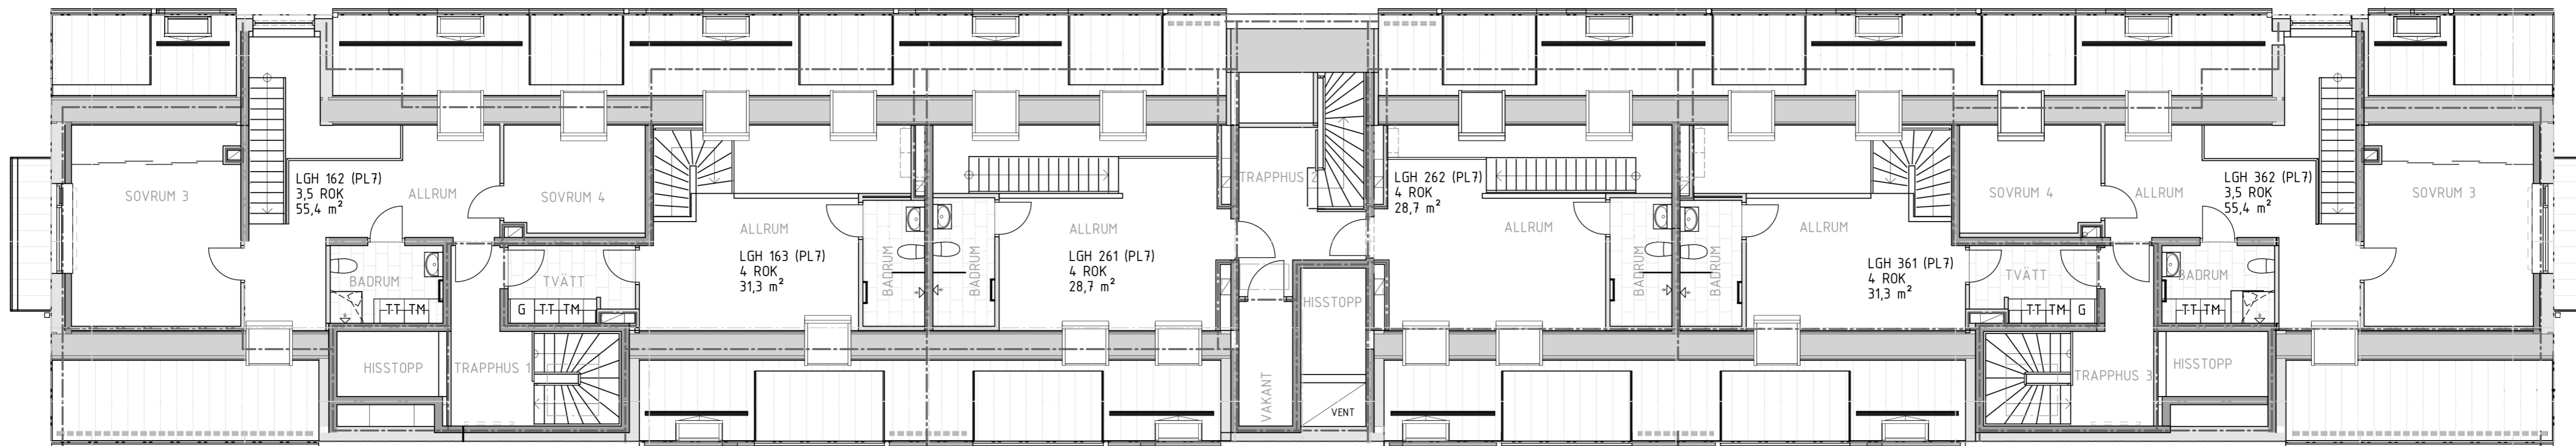 SOVRUM 3
LGH 162 (PL7)
3,5 ROK
55,4 m²
ALLRUM
SOVRUM 4
BADRUM
TT TM
TVÄTT
G TT TM
HISSTOPP
TRAPPHUS 1
ALLRUM
LGH 163 (PL7)
4 ROK
31,3 m²
BADRUM
BADRUM
ALLRUM
LGH 261 (PL7)
4 ROK
28,7 m²
TRAPPHUS 2
HISSTOPP
VAKANT
VENT
LGH 262 (PL7)
4 ROK
28,7 m²
ALLRUM
BADRUM
BADRUM
ALLRUM
LGH 361 (PL7)
4 ROK
31,3 m²
SOVRUM 4
ALLRUM
LGH 362 (PL7)
3,5 ROK
55,4 m²
SOVRUM 3
TVÄTT
TT TM G
BADRUM
TT TM
TRAPPHUS 3
HISSTOPP